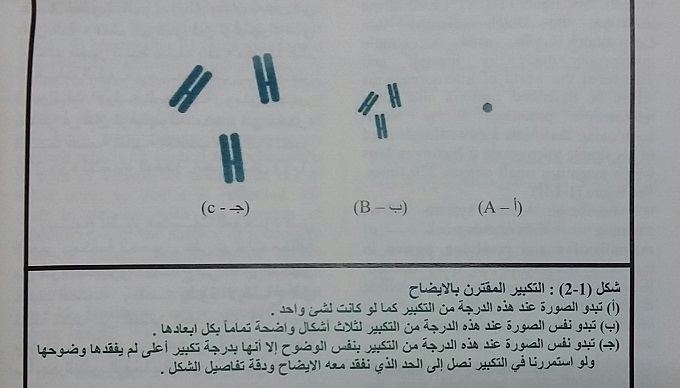 (أ – A)
(ب – B)
(جـ - c)
شكل (1-2) : التكبير المقترن بالايضاح
(أ) تبدو الصورة عند هذه الدرجة من التكبير كما لو كانت لشئ واحد .
(ب) تبدو نفس الصورة عند هذه الدرجة من التكبير لثلاث أشكال واضحة تماماً بكل ابعادها .
(جـ) تبدو نفس الصورة عند هذه الدرجة من التكبير بنفس الوضوح إلا أنها بدرجة تكبير أعلى لم يفقدها وضوحها
ولو استمررنا في التكبير نصل إلى الحد الذي نفقد معه الايضاح ودقة تفاصيل الشكل .